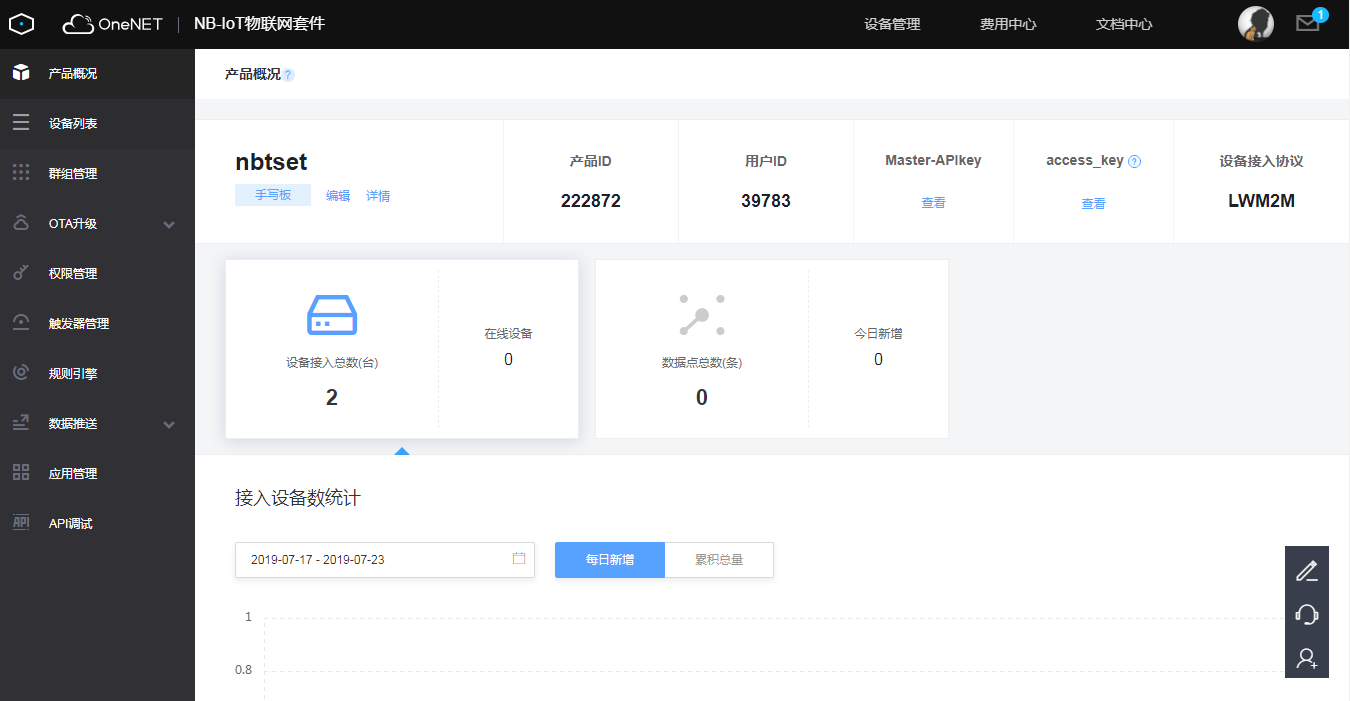 OneNET NB-IoT物联网套件 设备管理 费用中心 文档中心 1
产品概况
设备列表
群组管理
OTA升级
权限管理
触发器管理
规则引擎
数据推送
应用管理
API API调试
产品概况 ?
nbtset
手写板 编辑 详情
产品ID
222872
用户ID
39783
Master-APIkey
查看
access_key ?
查看
设备接入协议
LWM2M
设备接入总数(台)
2
在线设备
0
数据点总数(条)
0
今日新增
0
接入设备数统计
2019-07-17 - 2019-07-23 每日新增 累积总量
1
0.8